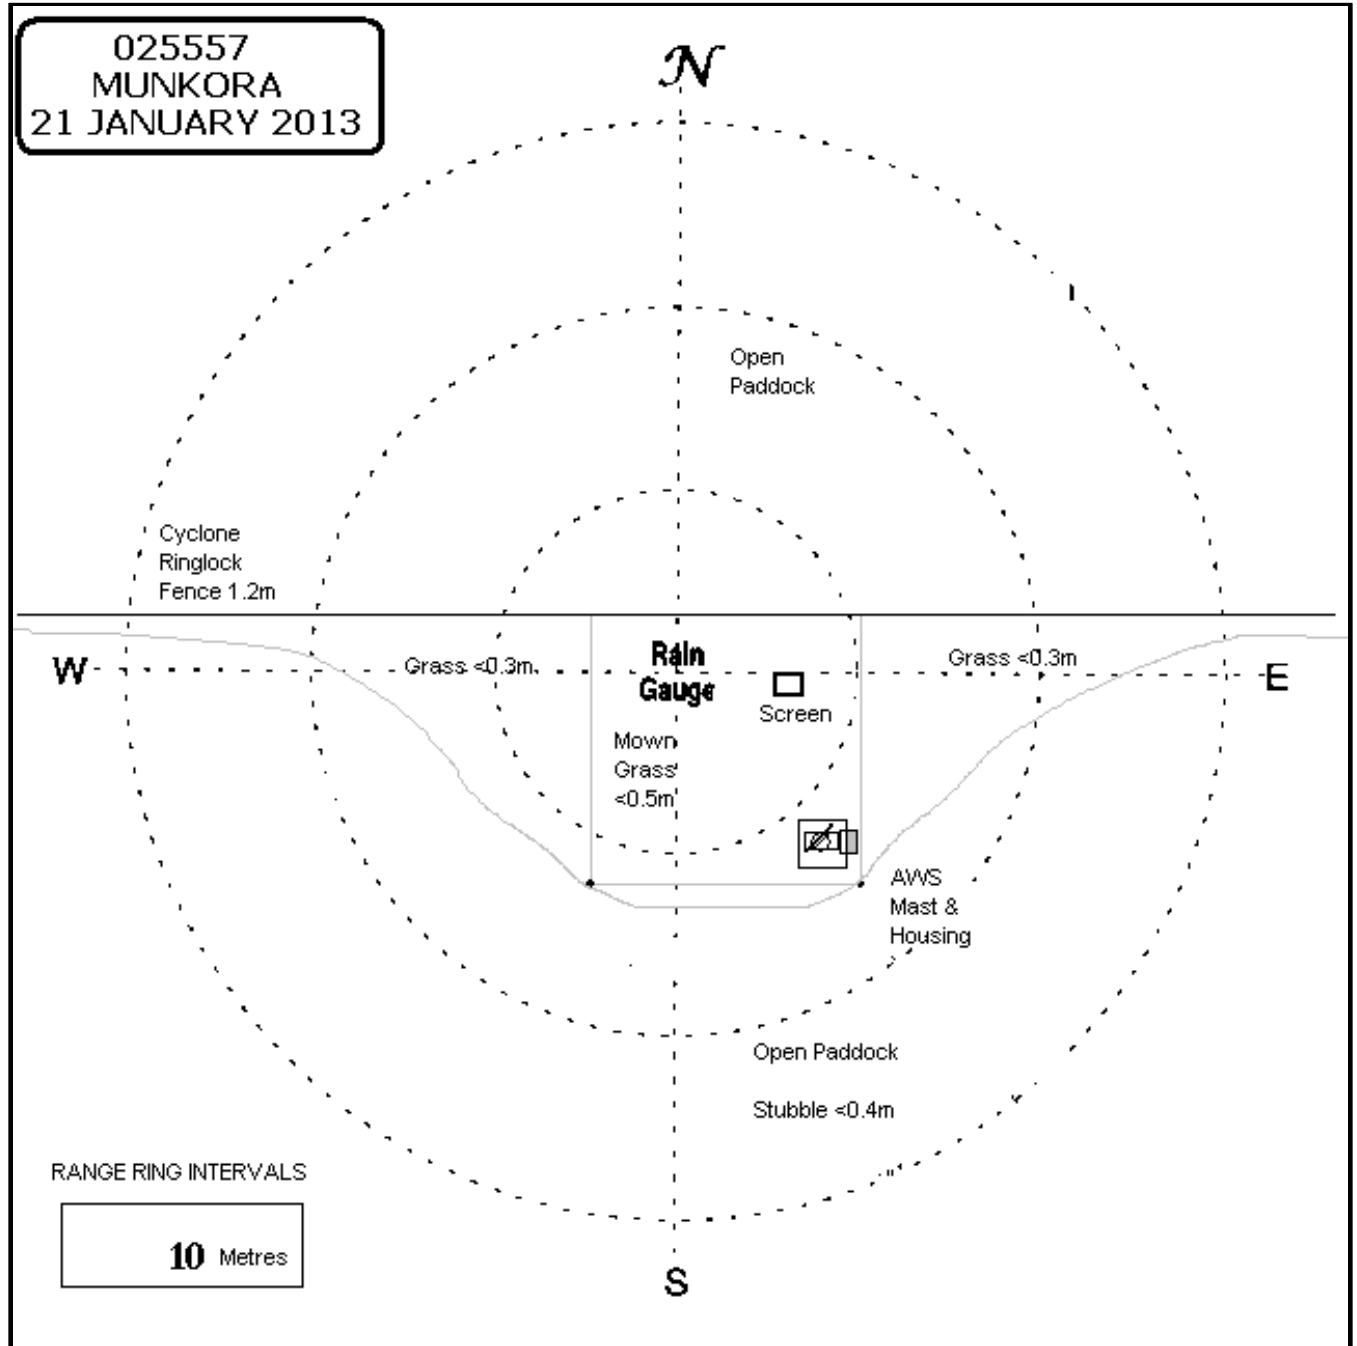 025557
MUNKORA
21 JANUARY 2013
N
Open
Paddock
Cyclone
Ringlock
Fence 1.2m
W
Grass <0.3m
Rain
Gauge
Grass <0.3m
E
Screen
Mown
Grass
<0.5m
AWS
Mast &
Housing
Open Paddock
Stubble <0.4m
RANGE RING INTERVALS
10 Metres
S